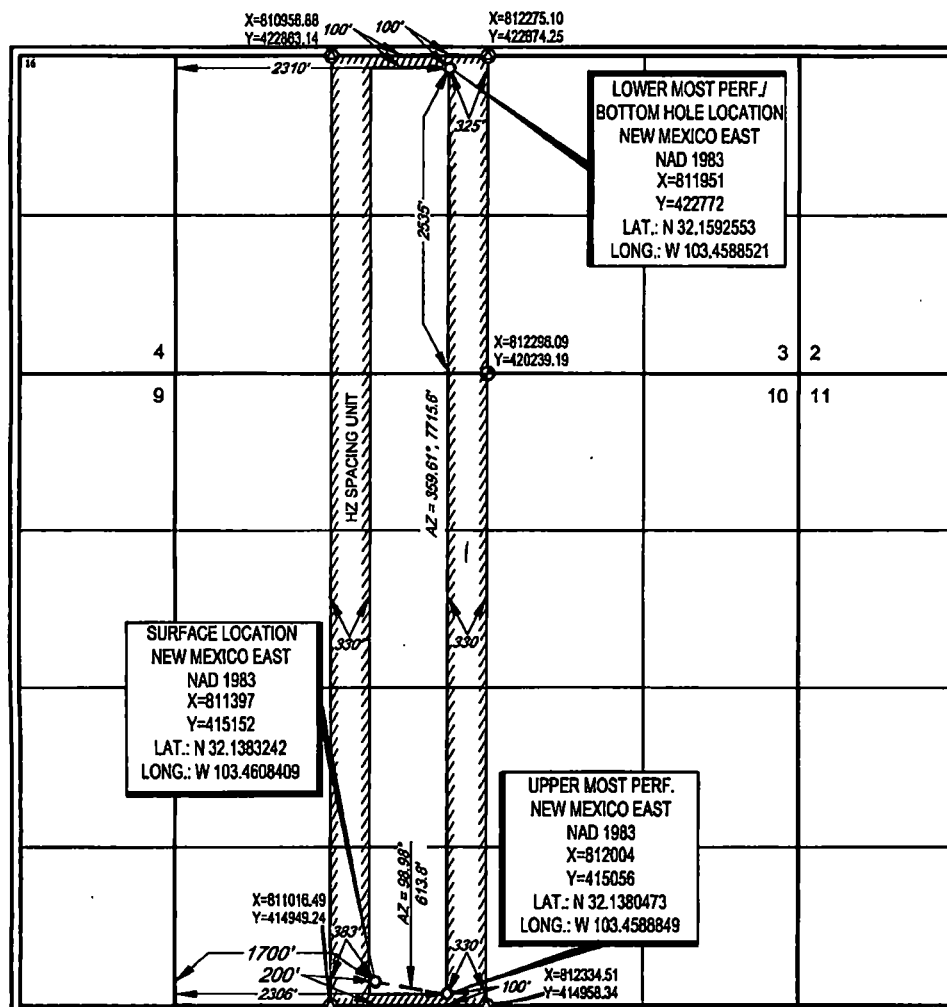 X=810956.88
Y=422863.14
100'
100'
X=812275.10
Y=422874.25
16
2310'
325'
LOWER MOST PERF./
BOTTOM HOLE LOCATION
NEW MEXICO EAST
NAD 1983
X=811951
Y=422772
LAT.: N 32.1592553
LONG.: W 103.4588521
2535'
4
X=812298.09
Y=420239.19
3 2
9
10 11
HZ SPACING UNIT
AZ = 359.61°, 7715.6'
330'
330'
SURFACE LOCATION
NEW MEXICO EAST
NAD 1983
X=811397
Y=415152
LAT.: N 32.1383242
LONG.: W 103.4608409
UPPER MOST PERF.
NEW MEXICO EAST
NAD 1983
X=812004
Y=415056
LAT.: N 32.1380473
LONG.: W 103.4588849
AZ = 98.98°
613.8'
X=811016.49
Y=414949.24
383'
1700'
200'
2306'
330'
100'
X=812334.51
Y=414958.34